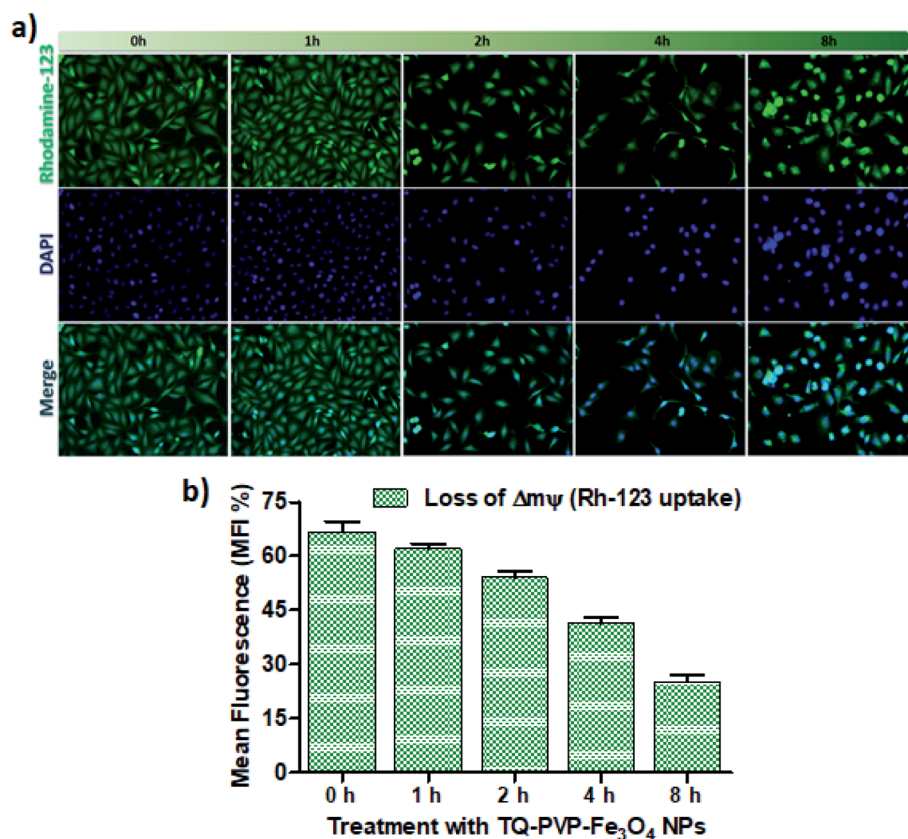 a)
0h 1h 2h 4h 8h
Rhodamine-123
DAPI
Merge
b)
75
60
45
30
15
0
Mean Fluorescence (MFI %)
Loss of Δmψ (Rh-123 uptake)
0 h 1 h 2 h 4 h 8 h
Treatment with TQ-PVP-Fe₃O₄ NPs